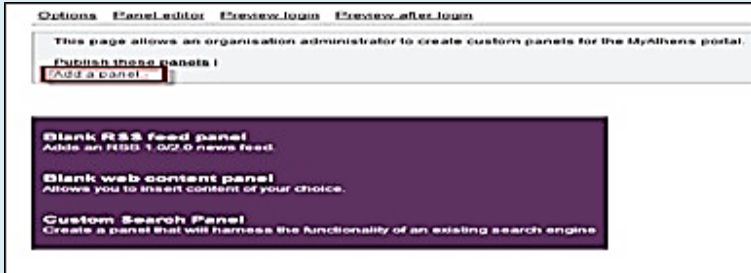 Options Panel editor Preview login Preview after login
This page allows an organisation administrator to create custom panels for the MyAthens portal.
Publish these panels |
Add a panel
Blank RSS feed panel
Adds an RSS 1.0/2.0 news feed.
Blank web content panel
Allows you to insert content of your choice.
Custom Search Panel
Create a panel that will harness the functionality of an existing search engine